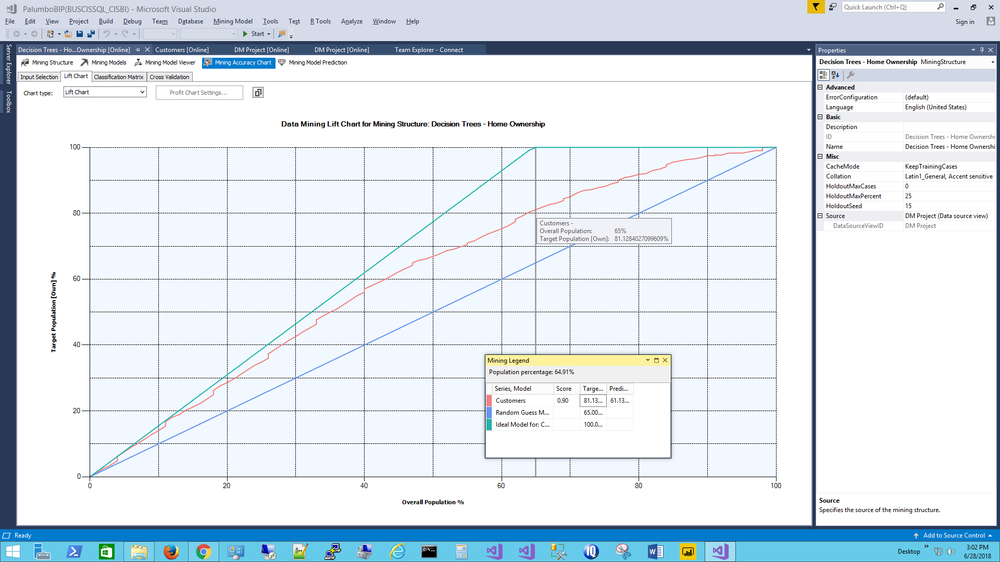 PalumboBIP(BUSCISSQL_CISBI) - Microsoft Visual Studio
Quick Launch (Ctrl+Q)
File Edit View Project Build Debug Team Database Mining Model Tools Test R Tools Analyze Window Help
Sign in
Start
Server Explorer
Toolbox
Decision Trees - Ho...Ownership [Online] Customers [Online] DM Project [Online] DM Project [Online] Team Explorer - Connect
Mining Structure Mining Models Mining Model Viewer Mining Accuracy Chart Mining Model Prediction
Input Selection Lift Chart Classification Matrix Cross Validation
Chart type: Lift Chart Profit Chart Settings...
Data Mining Lift Chart for Mining Structure: Decision Trees - Home Ownership
100
80
60
40
20
0
Target Population [Own] %
0 20 40 60 80 100
Overall Population %
Customers -
Overall Population: 65%
Target Population [Own]: 81.1284027099609%
Mining Legend
Population percentage: 64.91%
Series, Model Score Targe... Predi...
Customers 0.90 81.13... 61.13...
Random Guess M... 65.00...
Ideal Model for: C... 100.0...
Properties
Decision Trees - Home Ownership MiningStructure
Advanced
ErrorConfiguration (default)
Language English (United States)
Basic
Description
ID Decision Trees - Home Ownershi
Name Decision Trees - Home Ownershi
Misc
CacheMode KeepTrainingCases
Collation Latin1_General, Accent sensitive
HoldoutMaxCases 0
HoldoutMaxPercent 25
HoldoutSeed 15
Source DM Project (Data source view)
DataSourceViewID DM Project
Source
Specifies the source of the mining structure.
Ready
Add to Source Control
Desktop
3:02 PM
6/28/2018